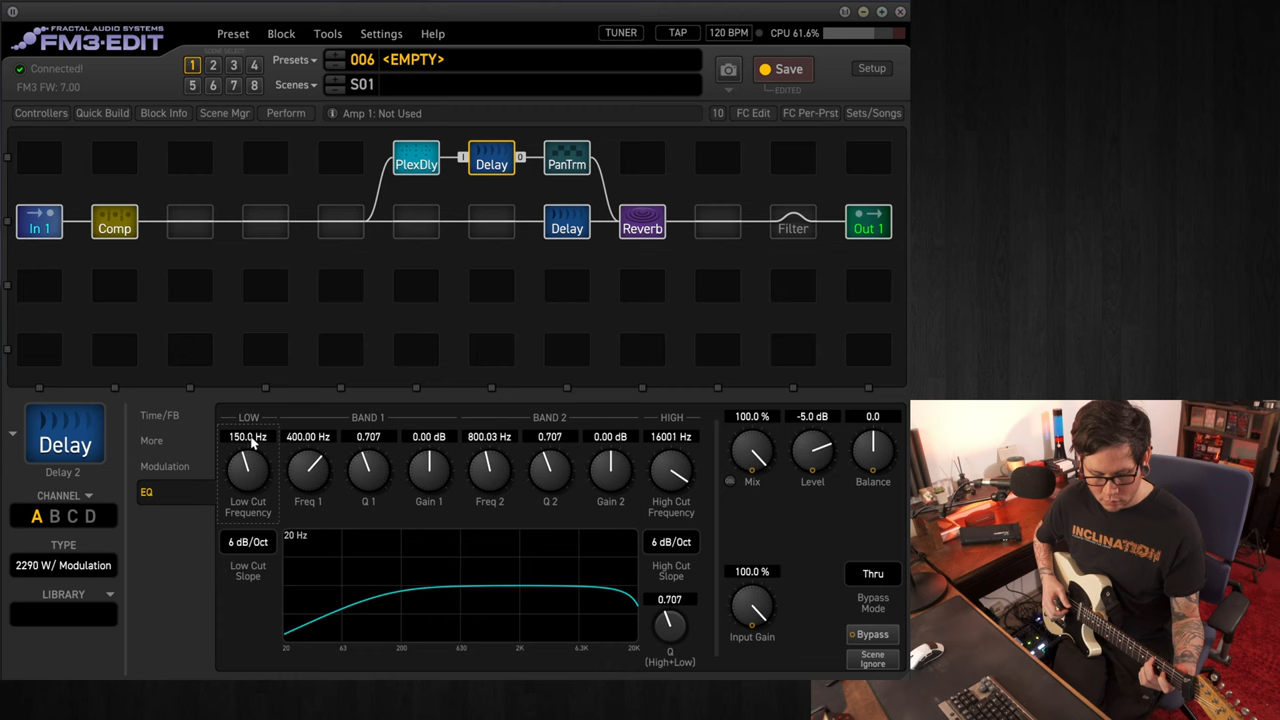 FRACTAL AUDIO SYSTEMS
FM3-EDIT
Preset Block Tools Settings Help
TUNER TAP 120 BPM CPU 61.6%
SCENE SELECT
1 2 3 4
5 6 7 8
Presets 006 <EMPTY>
Scenes S01
Save
EDITED
Setup
Connected!
FM3 FW: 7.00
Controllers Quick Build Block Info Scene Mgr Perform Amp 1: Not Used 10 FC Edit FC Per-Prst Sets/Songs
PlexDly I Delay O PanTrm
In 1 Comp Delay Reverb Filter Out 1
Delay
Delay 2
CHANNEL
A B C D
TYPE
2290 W/ Modulation
LIBRARY
Time/FB
More
Modulation
EQ
LOW BAND 1 BAND 2 HIGH
150.0 Hz 400.00 Hz 0.707 0.00 dB 800.03 Hz 0.707 0.00 dB 16001 Hz
Low Cut Frequency
Freq 1 Q 1 Gain 1 Freq 2 Q 2 Gain 2
High Cut Frequency
6 dB/Oct
Low Cut Slope
20 Hz
20 63 200 630 2K 6.3K 20K
6 dB/Oct
High Cut Slope
0.707
Q (High+Low)
100.0 % -5.0 dB 0.0
Mix Level Balance
100.0 %
Input Gain
Thru
Bypass Mode
Bypass
Scene Ignore
INCLINATION